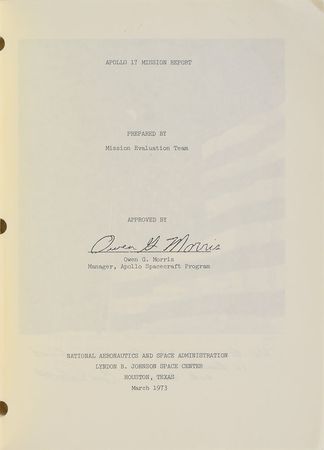 APOLLO 17 MISSION REPORT
PREPARED BY
Mission Evaluation Team
APPROVED BY
Owen G. Morris
Owen G. Morris
Manager, Apollo Spacecraft Program
NATIONAL AERONAUTICS AND SPACE ADMINISTRATION
LYNDON B. JOHNSON SPACE CENTER
HOUSTON, TEXAS
March 1973